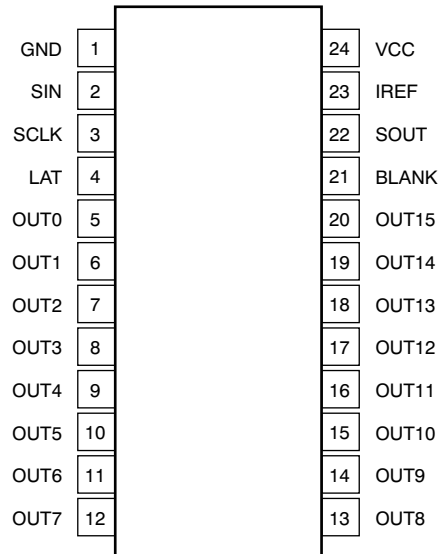 GND 1 24 VCC
SIN 2 23 IREF
SCLK 3 22 SOUT
LAT 4 21 BLANK
OUT0 5 20 OUT15
OUT1 6 19 OUT14
OUT2 7 18 OUT13
OUT3 8 17 OUT12
OUT4 9 16 OUT11
OUT5 10 15 OUT10
OUT6 11 14 OUT9
OUT7 12 13 OUT8